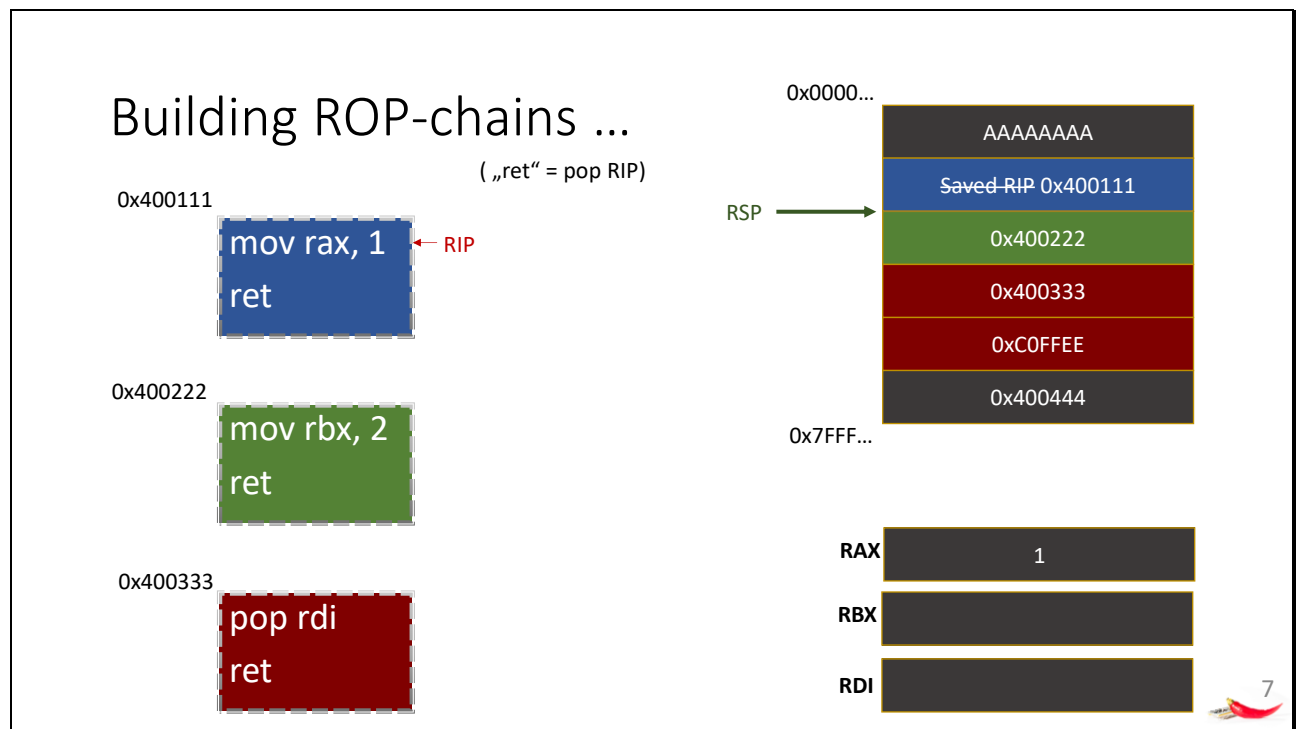 Building ROP-chains ...
( „ret“ = pop RIP)
0x400111
mov rax, 1
ret
RIP
0x400222
mov rbx, 2
ret
0x400333
pop rdi
ret
0x0000...
AAAAAAAA
Saved RIP 0x400111
RSP
0x400222
0x400333
0xC0FFEE
0x400444
0x7FFF...
RAX
1
RBX
RDI
7